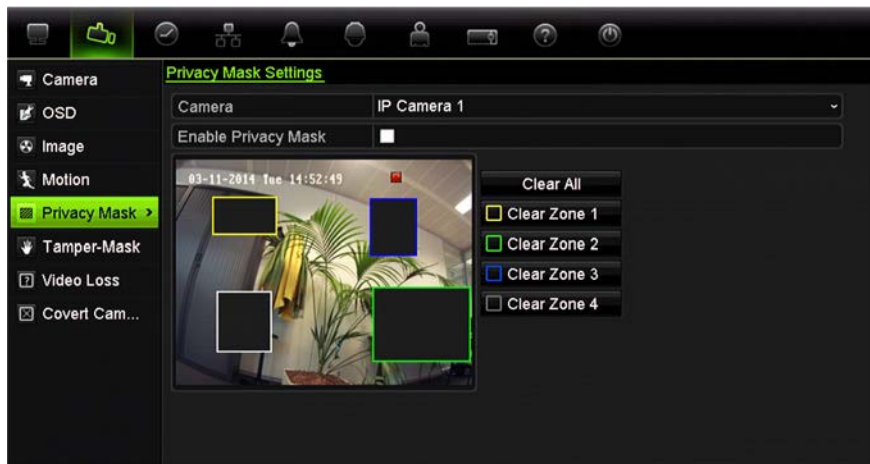 Camera
OSD
Image
Motion
Privacy Mask >
Tamper-Mask
Video Loss
Covert Cam...
Privacy Mask Settings
Camera IP Camera 1
Enable Privacy Mask
03-11-2014 Tue 14:52:49
Clear All
Clear Zone 1
Clear Zone 2
Clear Zone 3
Clear Zone 4